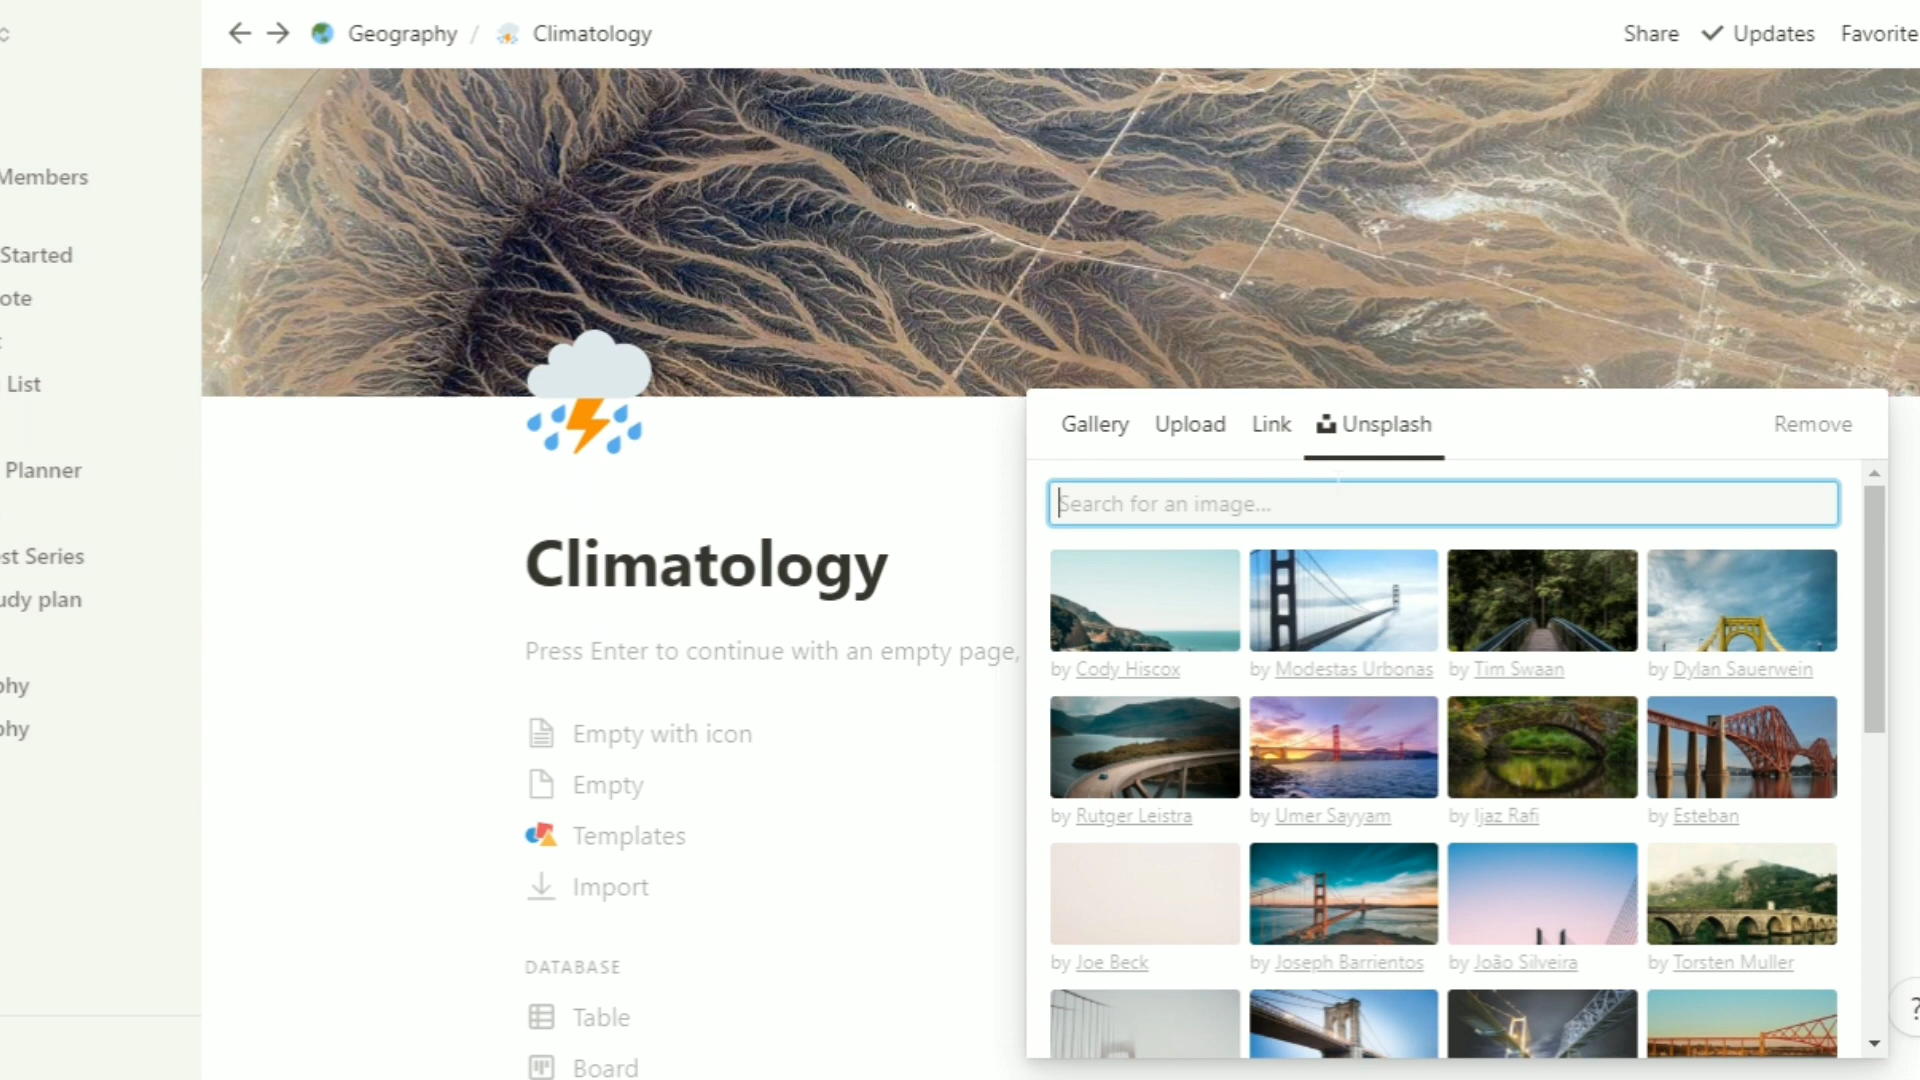 Geography / Climatology
Share
Updates
Favorite
Members
Started
ote
List
Planner
st Series
udy plan
phy
phy
Climatology
Press Enter to continue with an empty page,
Empty with icon
Empty
Templates
Import
DATABASE
Table
Board
Gallery Upload Link Unsplash Remove
Search for an image...
by Cody Hiscox by Modestas Urbonas by Tim Swaan by Dylan Sauerwein
by Rutger Leistra by Umer Sayyam by Ijaz Rafi by Esteban
by Joe Beck by Joseph Barrientos by João Silveira by Torsten Muller
?